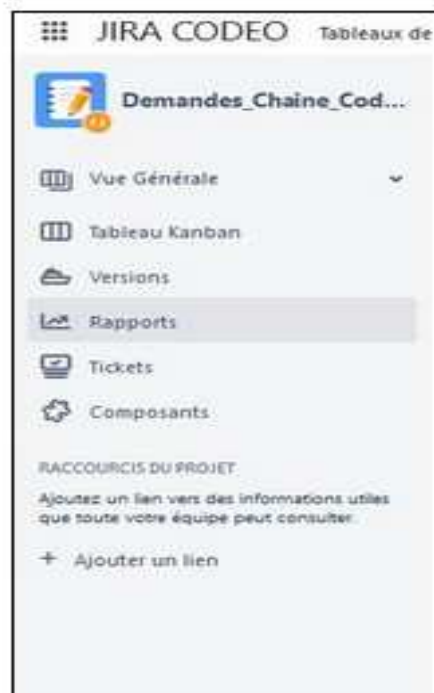 JIRA CODEO Tableaux de
Demandes_Chaine_Cod...
Vue Générale
Tableau Kanban
Versions
Rapports
Tickets
Composants
RACCOURCIS DU PROJET
Ajoutez un lien vers des informations utiles
que toute votre équipe peut consulter.
+ Ajouter un lien